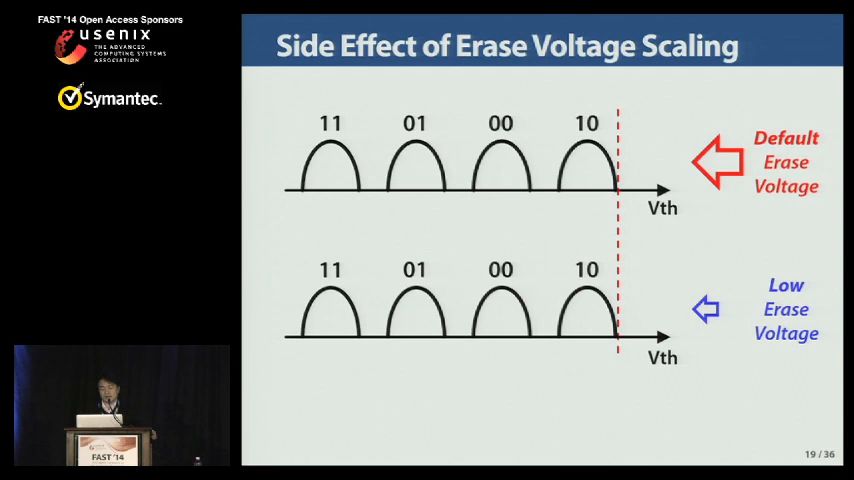 FAST '14 Open Access Sponsors
usenix
THE ADVANCED
COMPUTING SYSTEMS
ASSOCIATION
Symantec.
Side Effect of Erase Voltage Scaling
11 01 00 10
Default
Erase
Voltage
Vth
11 01 00 10
Low
Erase
Voltage
Vth
FAST '14
19 / 36